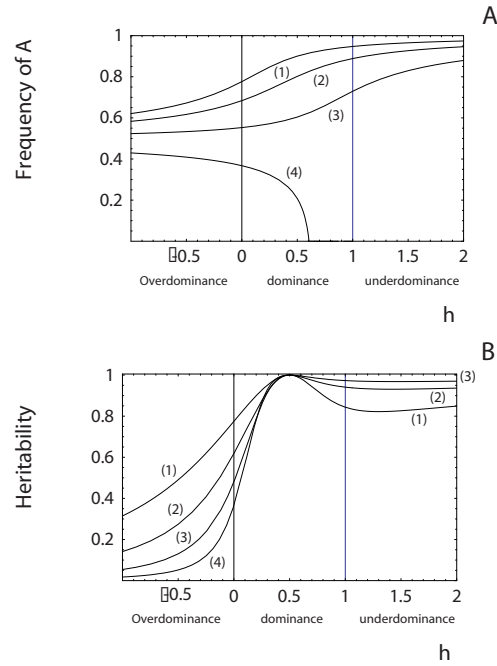 A
Frequency of A
1
0.8
0.6
0.4
0.2
(1)
(2)
(3)
(4)
-0.5 0 0.5 1 1.5 2
Overdominance dominance underdominance
h
B
Heritability
1
0.8
0.6
0.4
0.2
(3)
(2)
(1)
(1)
(2)
(3)
(4)
-0.5 0 0.5 1 1.5 2
Overdominance dominance underdominance
h